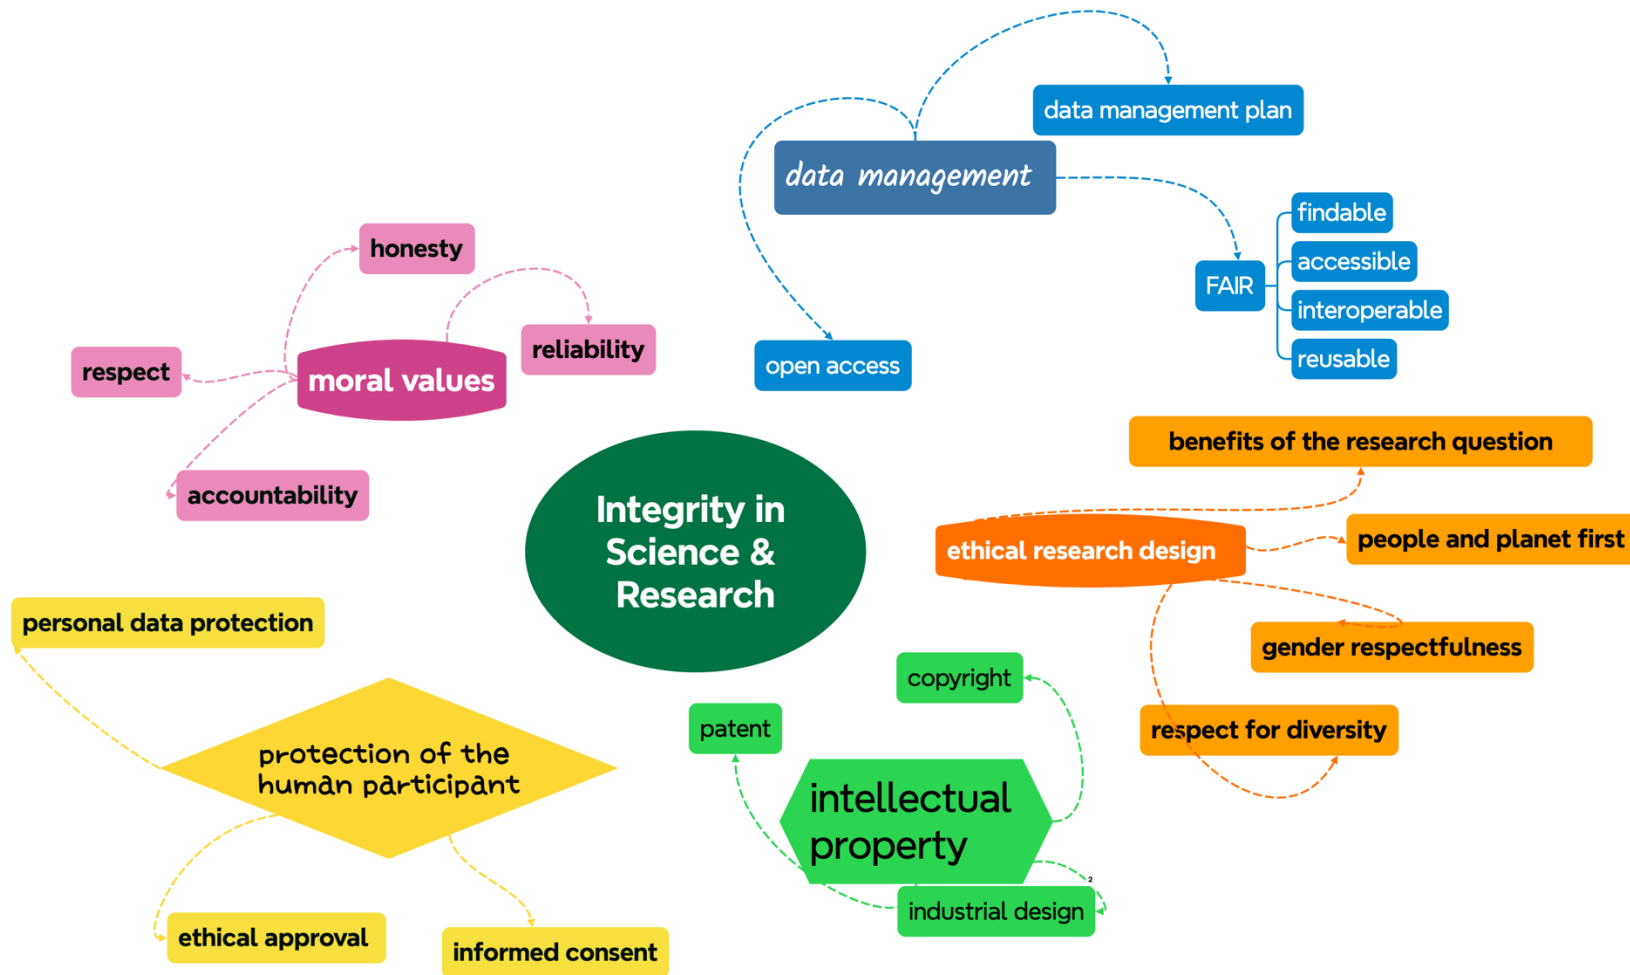 data management plan
data management
findable
accessible
FAIR
interoperable
reusable
open access
honesty
reliability
respect
moral values
accountability
Integrity in
Science &
Research
benefits of the research question
ethical research design
people and planet first
gender respectfulness
respect for diversity
personal data protection
protection of the
human participant
ethical approval
informed consent
copyright
patent
intellectual
property
2
industrial design